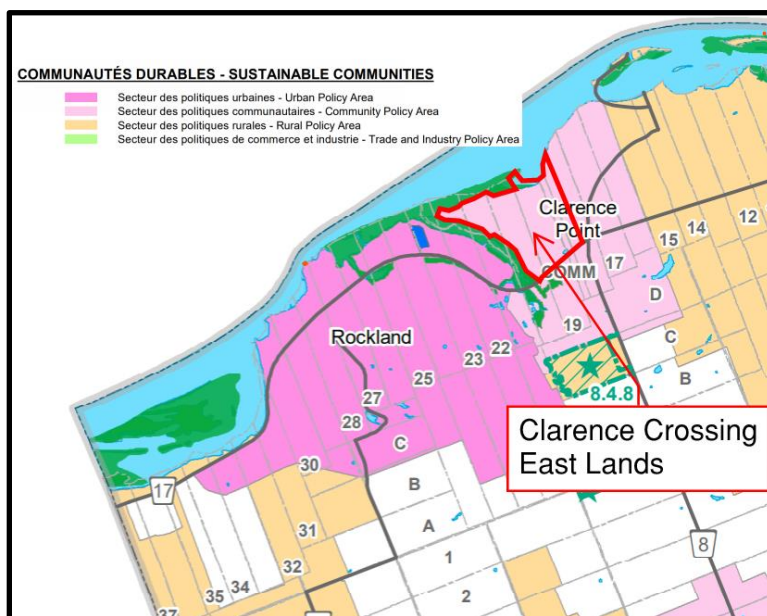 COMMUNAUTÉS DURABLES - SUSTAINABLE COMMUNITIES
Secteur des politiques urbaines - Urban Policy Area
Secteur des politiques communautaires - Community Policy Area
Secteur des politiques rurales - Rural Policy Area
Secteur des politiques de commerce et industrie - Trade and Industry Policy Area
Clarence
Point
12
14
15
17
COMM
D
19
Rockland
C
22
23
B
25
8.4.8
27
28
C
Clarence Crossing
East Lands
30
17
B
A
31
8
1
32
34
35
2
37